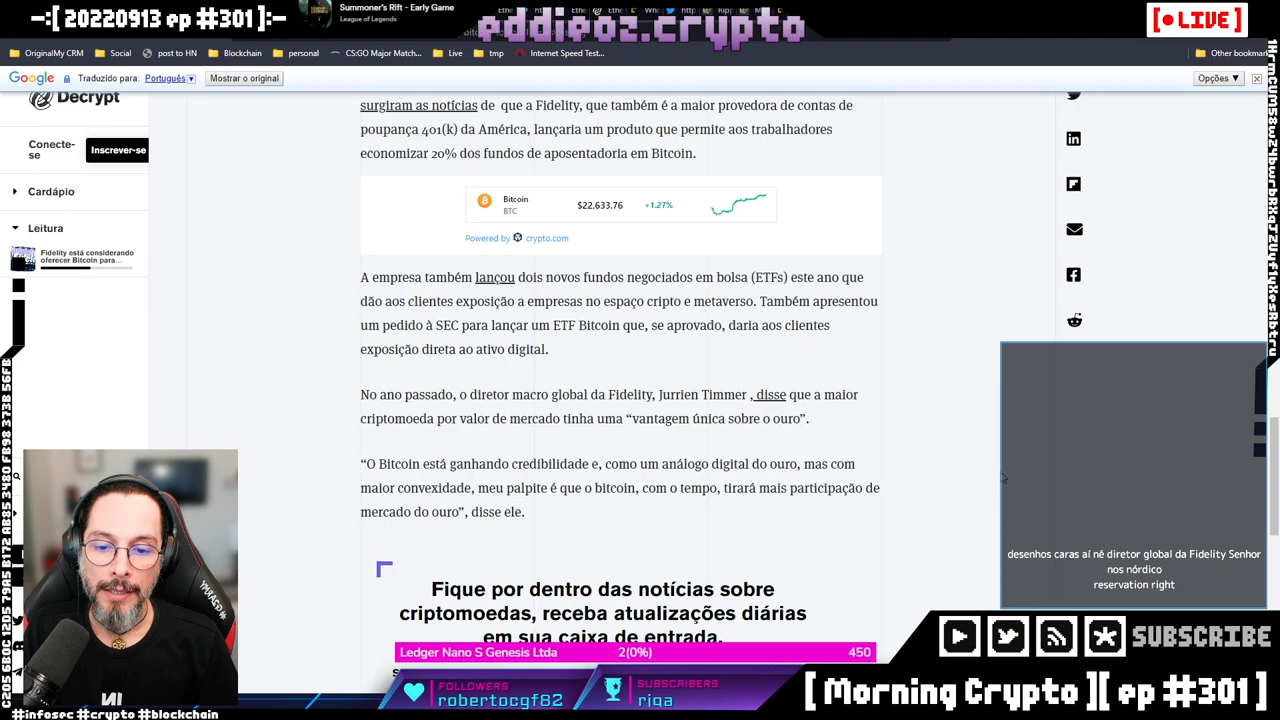 -:[ 20220913 ep #301]:-
Summoner's Rift - Early Game
League of Legends
eddieoz.crypto
[ • LIVE ]
OriginalMy CRM
Social
post to HN
Blockchain
personal
CS:GO Major Match...
Live
tmp
Internet Speed Test...
Other bookmar
Google
Traduzido para: Português
Mostrar o original
Opções ▼
Decrypt
Conecte-
se
Inscrever-se
Cardápio
Leitura
Fidelity está considerando
oferecer Bitcoin para...
surgiram as notícias de que a Fidelity, que também é a maior provedora de contas de
poupança 401(k) da América, lançaria um produto que permite aos trabalhadores
economizar 20% dos fundos de aposentadoria em Bitcoin.
Bitcoin
BTC
$22,633.76
+1.27%
Powered by crypto.com
A empresa também lançou dois novos fundos negociados em bolsa (ETFs) este ano que
dão aos clientes exposição a empresas no espaço cripto e metaverso. Também apresentou
um pedido à SEC para lançar um ETF Bitcoin que, se aprovado, daria aos clientes
exposição direta ao ativo digital.
No ano passado, o diretor macro global da Fidelity, Jurrien Timmer , disse que a maior
criptomoeda por valor de mercado tinha uma “vantagem única sobre o ouro”.
“O Bitcoin está ganhando credibilidade e, como um análogo digital do ouro, mas com
maior convexidade, meu palpite é que o bitcoin, com o tempo, tirará mais participação de
mercado do ouro”, disse ele.
Fique por dentro das notícias sobre
criptomoedas, receba atualizações diárias
em sua caixa de entrada.
desenhos caras aí né diretor global da Fidelity Senhor
nos nórdico
reservation right
Ledger Nano S Genesis Ltda
2(0%)
450
FOLLOWERS
robertocgf82
SUBSCRIBERS
riga
SUBSCRIBE
[ Morning Crypto ][ ep #301 ]
#infosec #crypto #blockchain